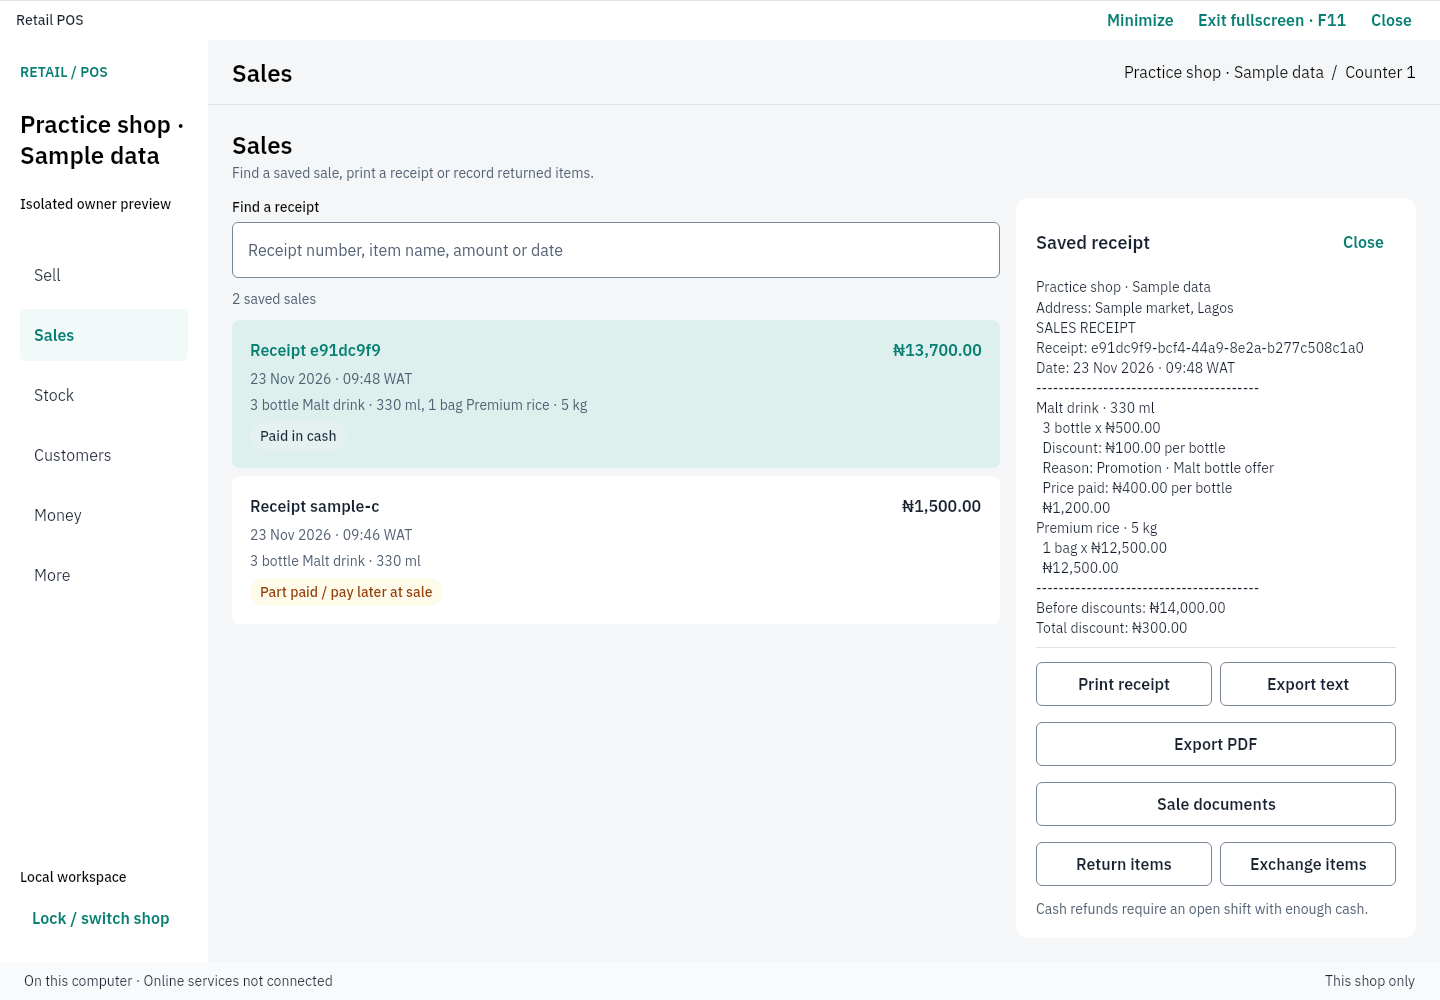 Retail POS
Minimize
Exit fullscreen · F11
Close
RETAIL / POS
Practice shop ·
Sample data
Isolated owner preview
Sell
Sales
Stock
Customers
Money
More
Local workspace
Lock / switch shop
Sales
Practice shop · Sample data / Counter 1
Sales
Find a saved sale, print a receipt or record returned items.
Find a receipt
Receipt number, item name, amount or date
2 saved sales
Receipt e91dc9f9
₦13,700.00
23 Nov 2026 · 09:48 WAT
3 bottle Malt drink · 330 ml, 1 bag Premium rice · 5 kg
Paid in cash
Receipt sample-c
₦1,500.00
23 Nov 2026 · 09:46 WAT
3 bottle Malt drink · 330 ml
Part paid / pay later at sale
Saved receipt
Close
Practice shop · Sample data
Address: Sample market, Lagos
SALES RECEIPT
Receipt: e91dc9f9-bcf4-44a9-8e2a-b277c508c1a0
Date: 23 Nov 2026 · 09:48 WAT
----------------------------------------
Malt drink · 330 ml
3 bottle x ₦500.00
Discount: ₦100.00 per bottle
Reason: Promotion · Malt bottle offer
Price paid: ₦400.00 per bottle
₦1,200.00
Premium rice · 5 kg
1 bag x ₦12,500.00
₦12,500.00
----------------------------------------
Before discounts: ₦14,000.00
Total discount: ₦300.00
Print receipt
Export text
Export PDF
Sale documents
Return items
Exchange items
Cash refunds require an open shift with enough cash.
On this computer · Online services not connected
This shop only